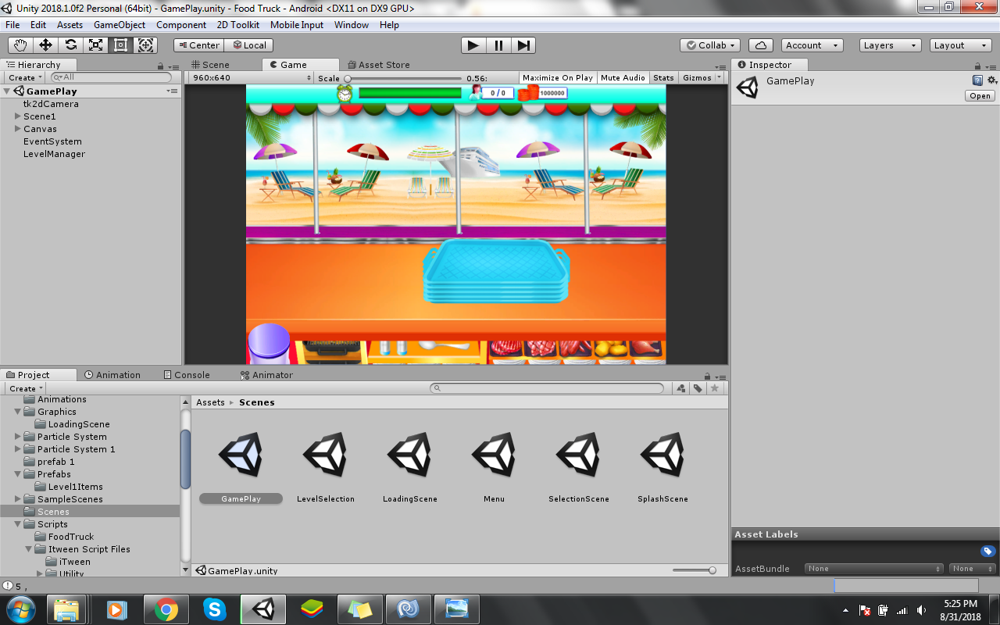 Unity 2018.1.0f2 Personal (64bit) - GamePlay.unity - Food Truck - Android <DX11 on DX9 GPU>
File Edit Assets GameObject Component 2D Toolkit Mobile Input Window Help
Center Local Collab Account Layers Layout
Hierarchy
Create All
GamePlay
tk2dCamera
Scene1
Canvas
EventSystem
LevelManager
Scene Game Asset Store
960x640 Scale 0.56: Maximize On Play Mute Audio Stats Gizmos
0 / 0 1000000
Inspector
GamePlay
Open
Project Animation Console Animator
Create
Animations
Graphics
LoadingScene
Particle System
Particle System 1
prefab 1
Prefabs
Level1Items
SampleScenes
Scenes
Scripts
FoodTruck
Itween Script Files
iTween
Utility
Assets Scenes
GamePlay LevelSelection LoadingScene Menu SelectionScene SplashScene
GamePlay.unity
Asset Labels
AssetBundle None None
5 ,
5:25 PM
8/31/2018